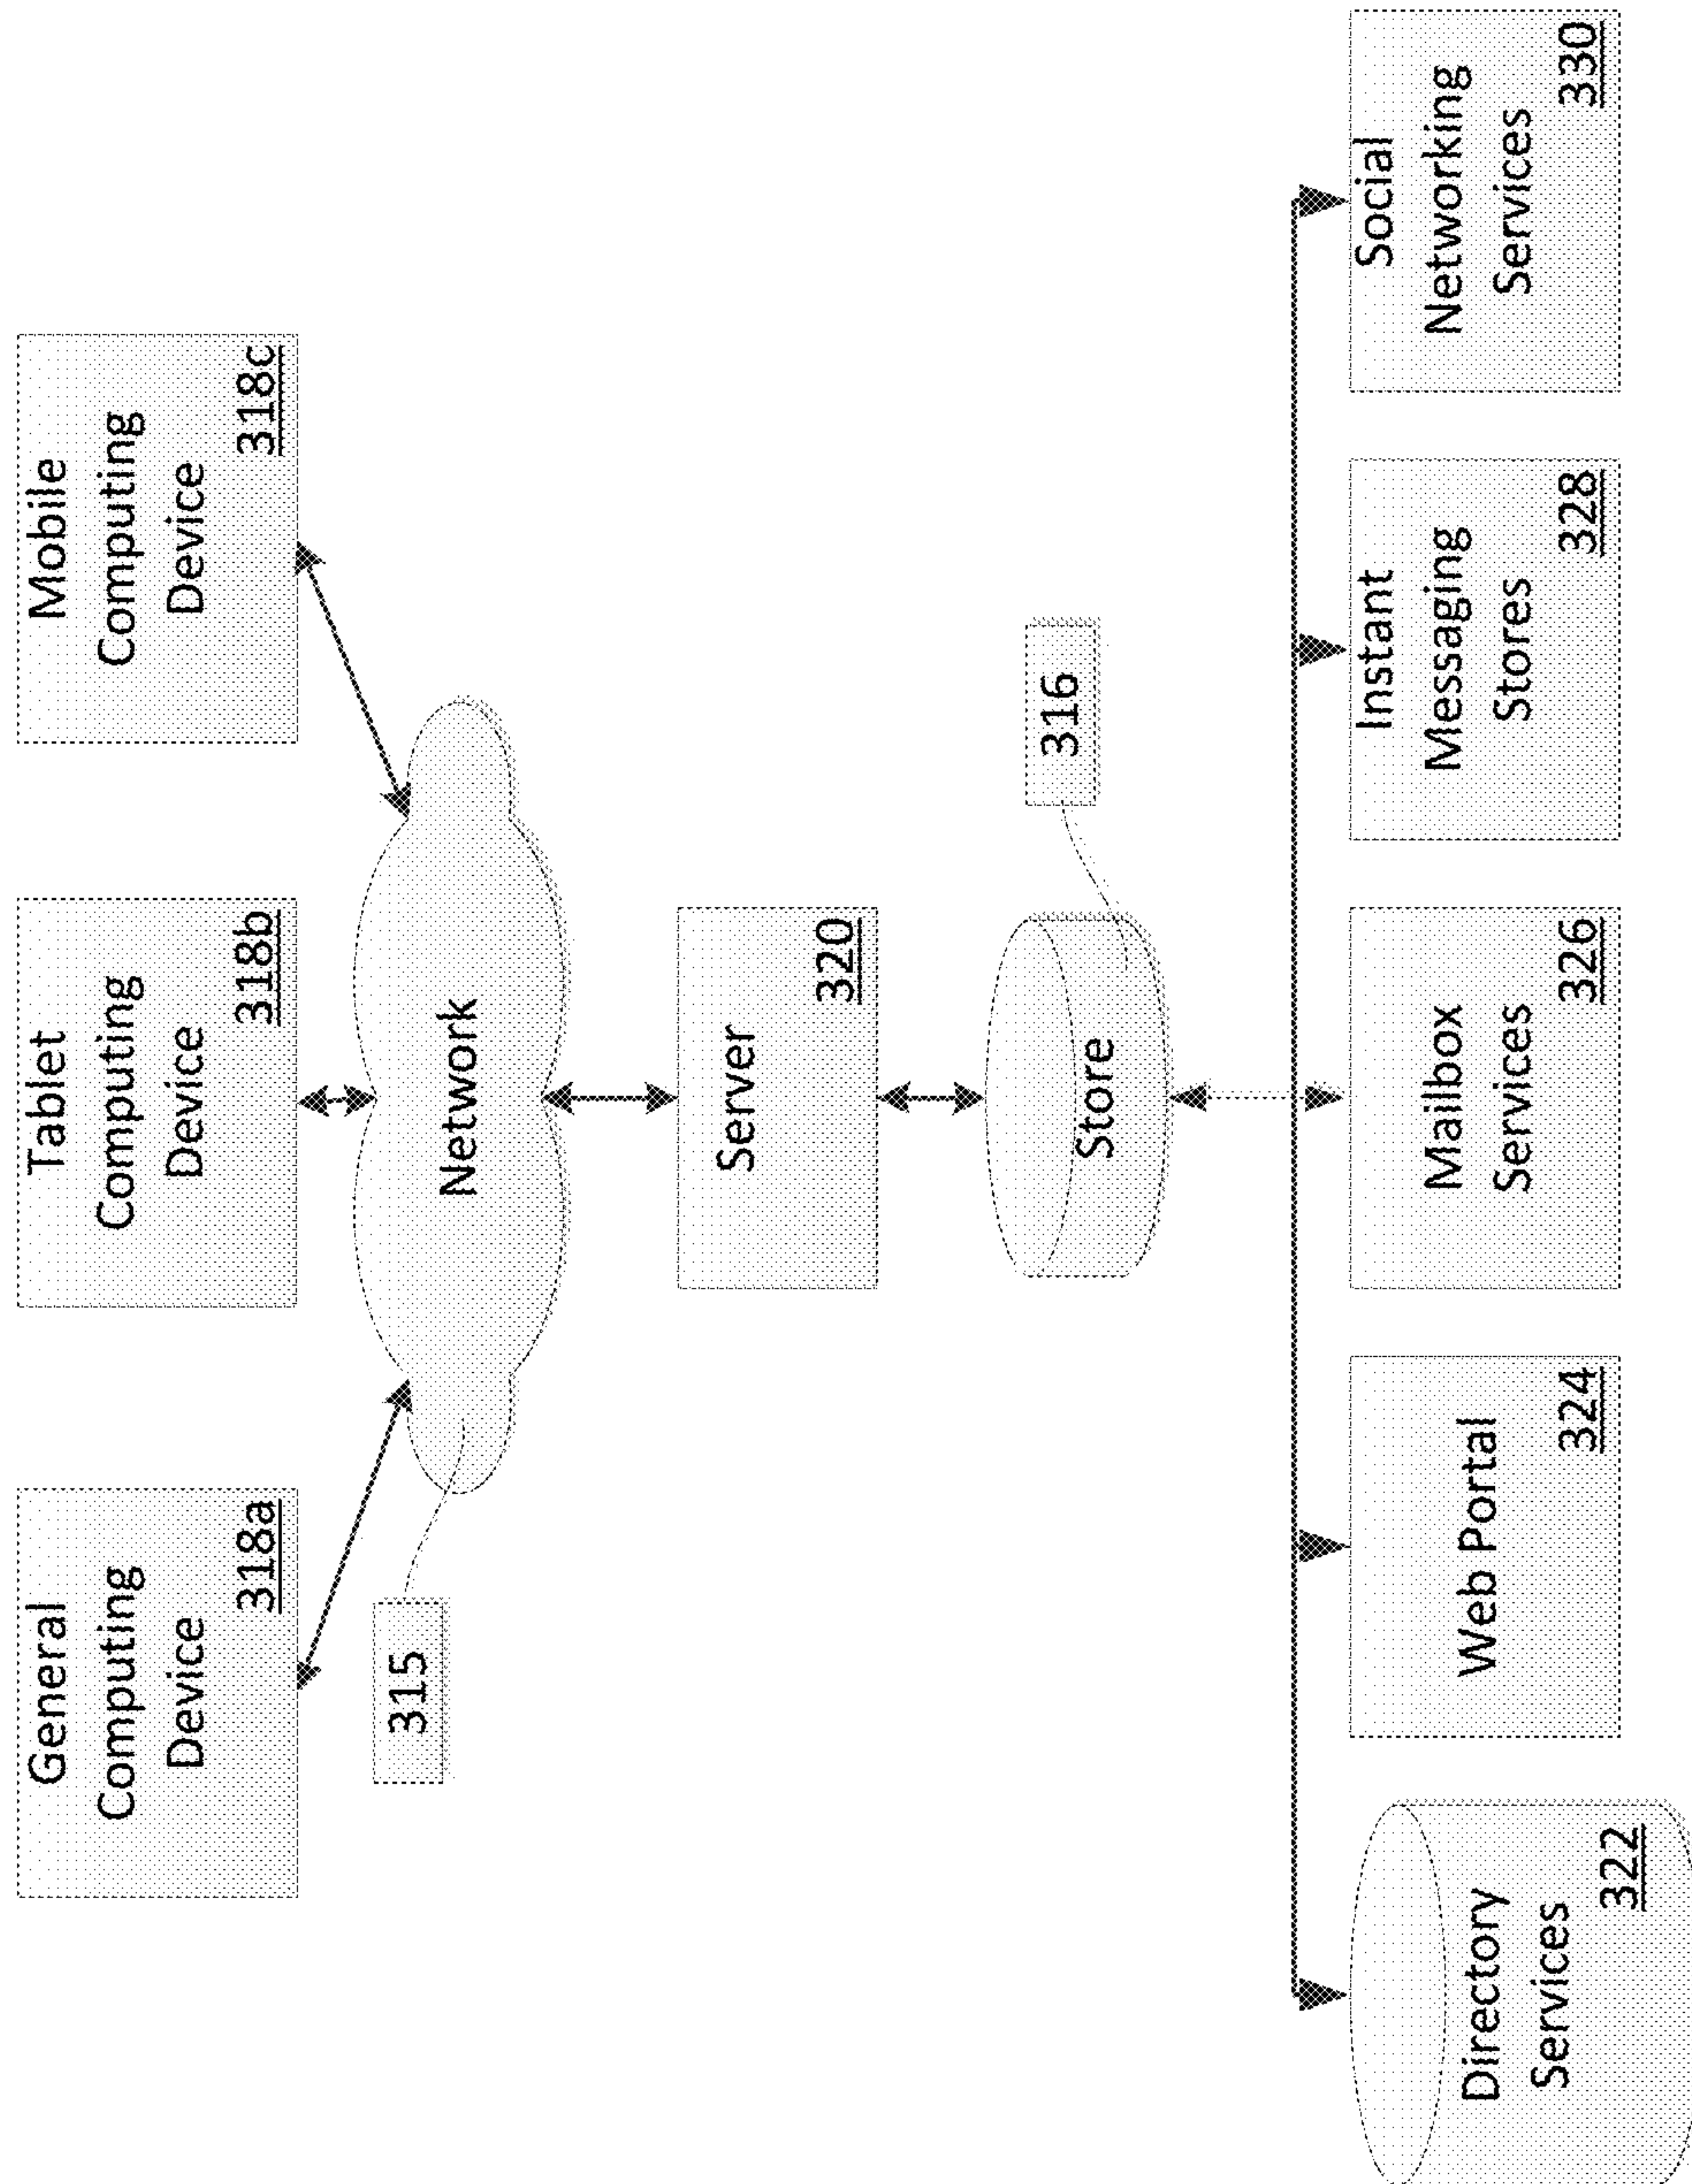 General
Computing
Device
318a
Tablet
Computing
Device
318b
Mobile
Computing
Device
318c
315
Network
Server
320
316
Store
Directory
Services
322
Web Portal
324
Mailbox
Services
326
Instant
Messaging
Stores
328
Social
Networking
Services
330